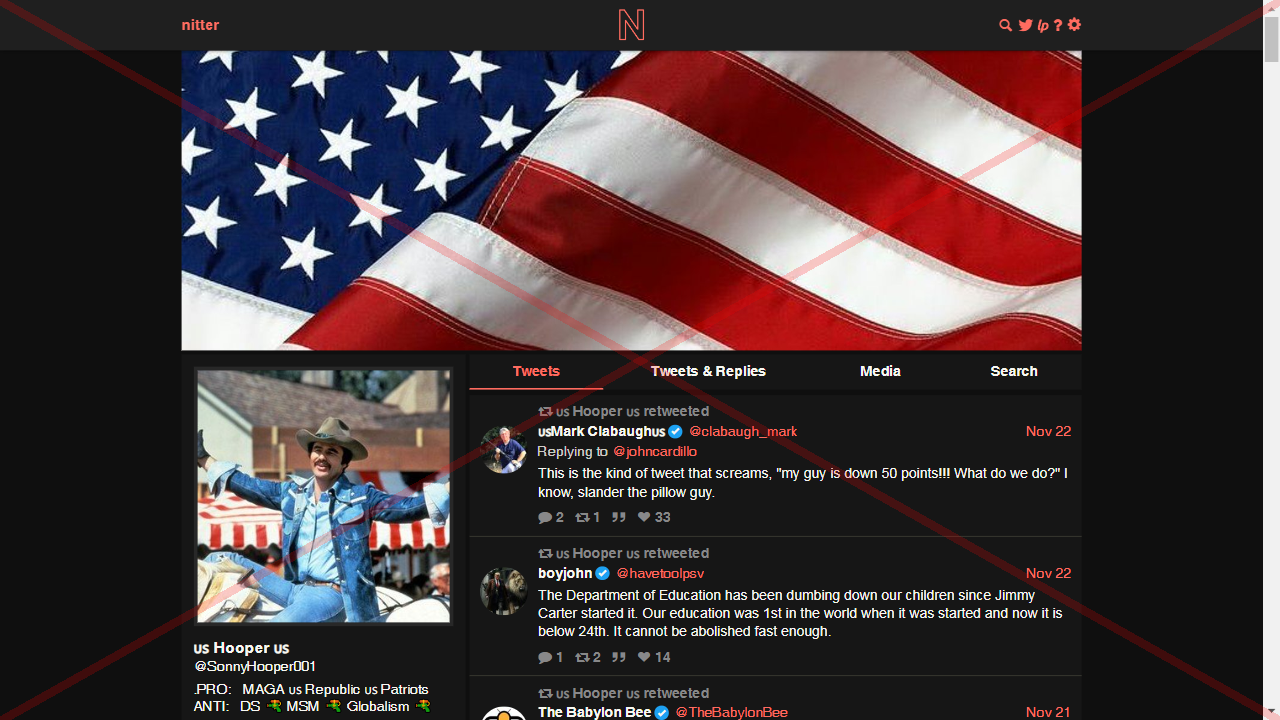 nitter
N
lp ?
Tweets
Tweets & Replies
Media
Search
us Hooper us retweeted
usMark Clabaughus @clabaugh_mark Nov 22
Replying to @johncardillo
This is the kind of tweet that screams, "my guy is down 50 points!!! What do we do?" I
know, slander the pillow guy.
2 1 33
us Hooper us retweeted
boyjohn @havetoolpsv Nov 22
The Department of Education has been dumbing down our children since Jimmy
Carter started it. Our education was 1st in the world when it was started and now it is
below 24th. It cannot be abolished fast enough.
1 2 14
us Hooper us retweeted
The Babylon Bee @TheBabylonBee Nov 21
us Hooper us
@SonnyHooper001
.PRO: MAGA us Republic us Patriots
ANTI: DS 🔫 MSM 🔫 Globalism 🔫